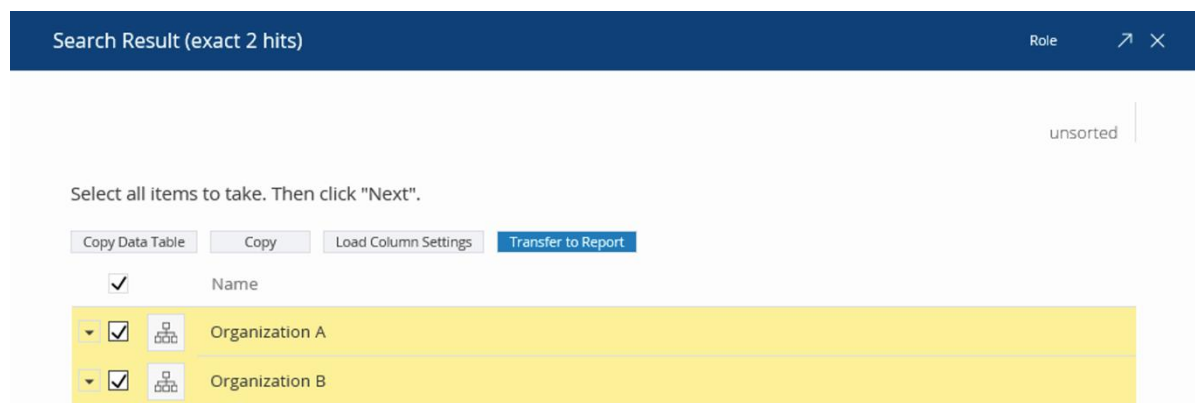 Search Result (exact 2 hits) Role
unsorted
Select all items to take. Then click "Next".
Copy Data Table Copy Load Column Settings Transfer to Report
Name
Organization A
Organization B